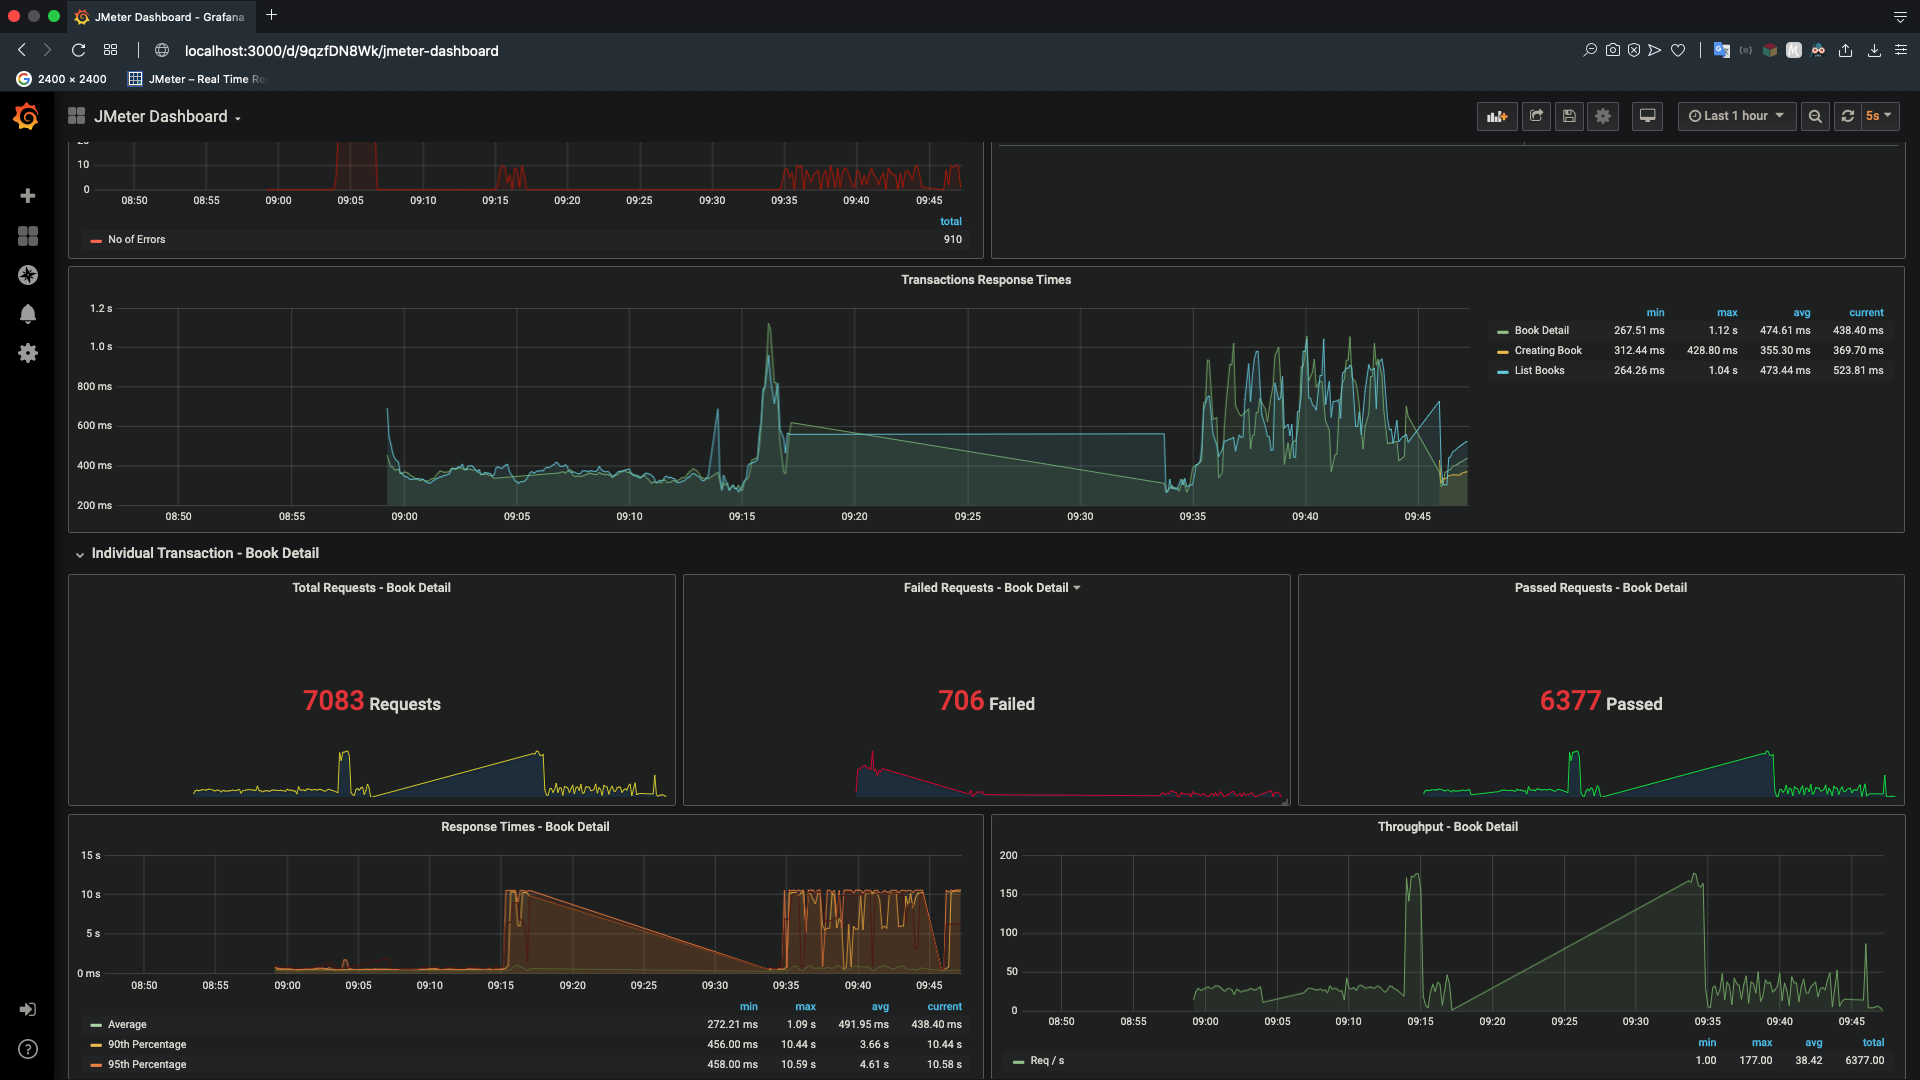 JMeter Dashboard - Grafana
localhost:3000/d/9qzfDN8Wk/jmeter-dashboard
2400 × 2400 JMeter – Real Time Re
JMeter Dashboard
Last 1 hour 5s
10
0
08:50 08:55 09:00 09:05 09:10 09:15 09:20 09:25 09:30 09:35 09:40 09:45
total
No of Errors 910
Transactions Response Times
1.2 s
1.0 s
800 ms
600 ms
400 ms
200 ms
08:50 08:55 09:00 09:05 09:10 09:15 09:20 09:25 09:30 09:35 09:40 09:45
min max avg current
Book Detail 267.51 ms 1.12 s 474.61 ms 438.40 ms
Creating Book 312.44 ms 428.80 ms 355.30 ms 369.70 ms
List Books 264.26 ms 1.04 s 473.44 ms 523.81 ms
Individual Transaction - Book Detail
Total Requests - Book Detail
7083 Requests
Failed Requests - Book Detail
706 Failed
Passed Requests - Book Detail
6377 Passed
Response Times - Book Detail
15 s
10 s
5 s
0 ms
08:50 08:55 09:00 09:05 09:10 09:15 09:20 09:25 09:30 09:35 09:40 09:45
min max avg current
Average 272.21 ms 1.09 s 491.95 ms 438.40 ms
90th Percentage 456.00 ms 10.44 s 3.66 s 10.44 s
95th Percentage 458.00 ms 10.59 s 4.61 s 10.58 s
Throughput - Book Detail
200
150
100
50
0
08:50 08:55 09:00 09:05 09:10 09:15 09:20 09:25 09:30 09:35 09:40 09:45
min max avg total
Req / s 1.00 177.00 38.42 6377.00